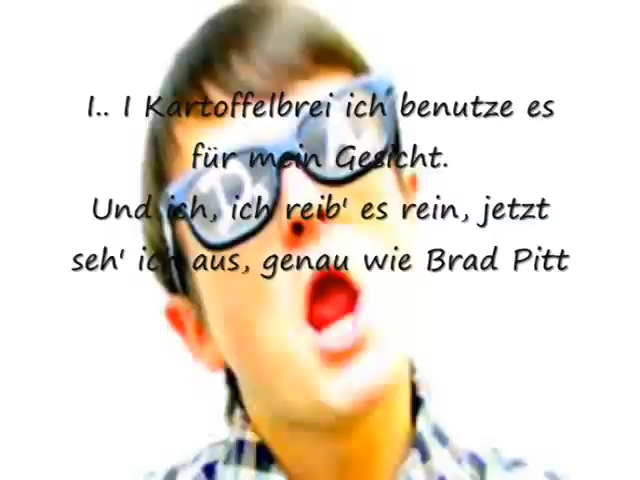 I.. I Kartoffelbrei ich benutze es
für mein Gesicht.
Und ich, ich reib' es rein, jetzt
seh' ich aus, genau wie Brad Pitt